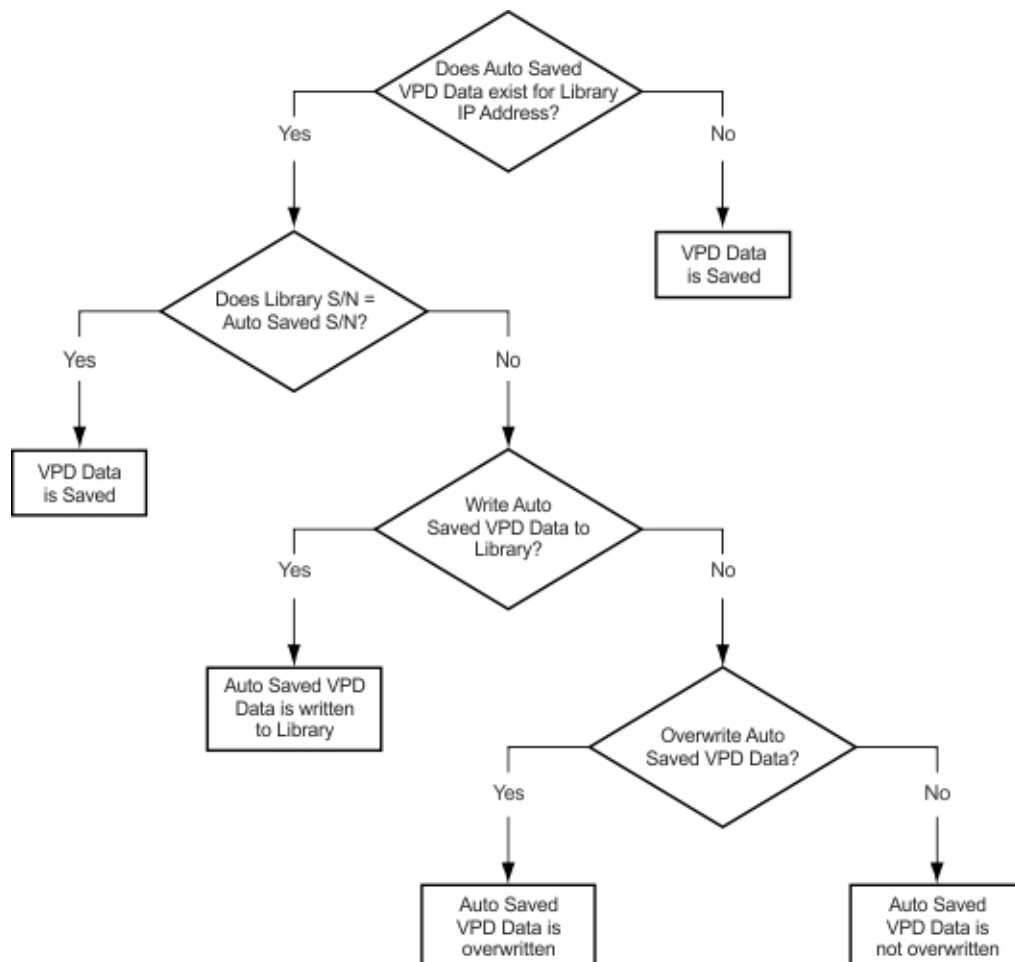 Does Auto Saved
VPD Data exist for Library
IP Address?
Yes
No
VPD Data
is Saved
Does Library S/N =
Auto Saved S/N?
Yes
No
VPD Data
is Saved
Write Auto
Saved VPD Data to
Library?
Yes
No
Auto Saved VPD
Data is written
to Library
Overwrite Auto
Saved VPD Data?
Yes
No
Auto Saved
VPD Data is
overwritten
Auto Saved
VPD Data is
not overwritten